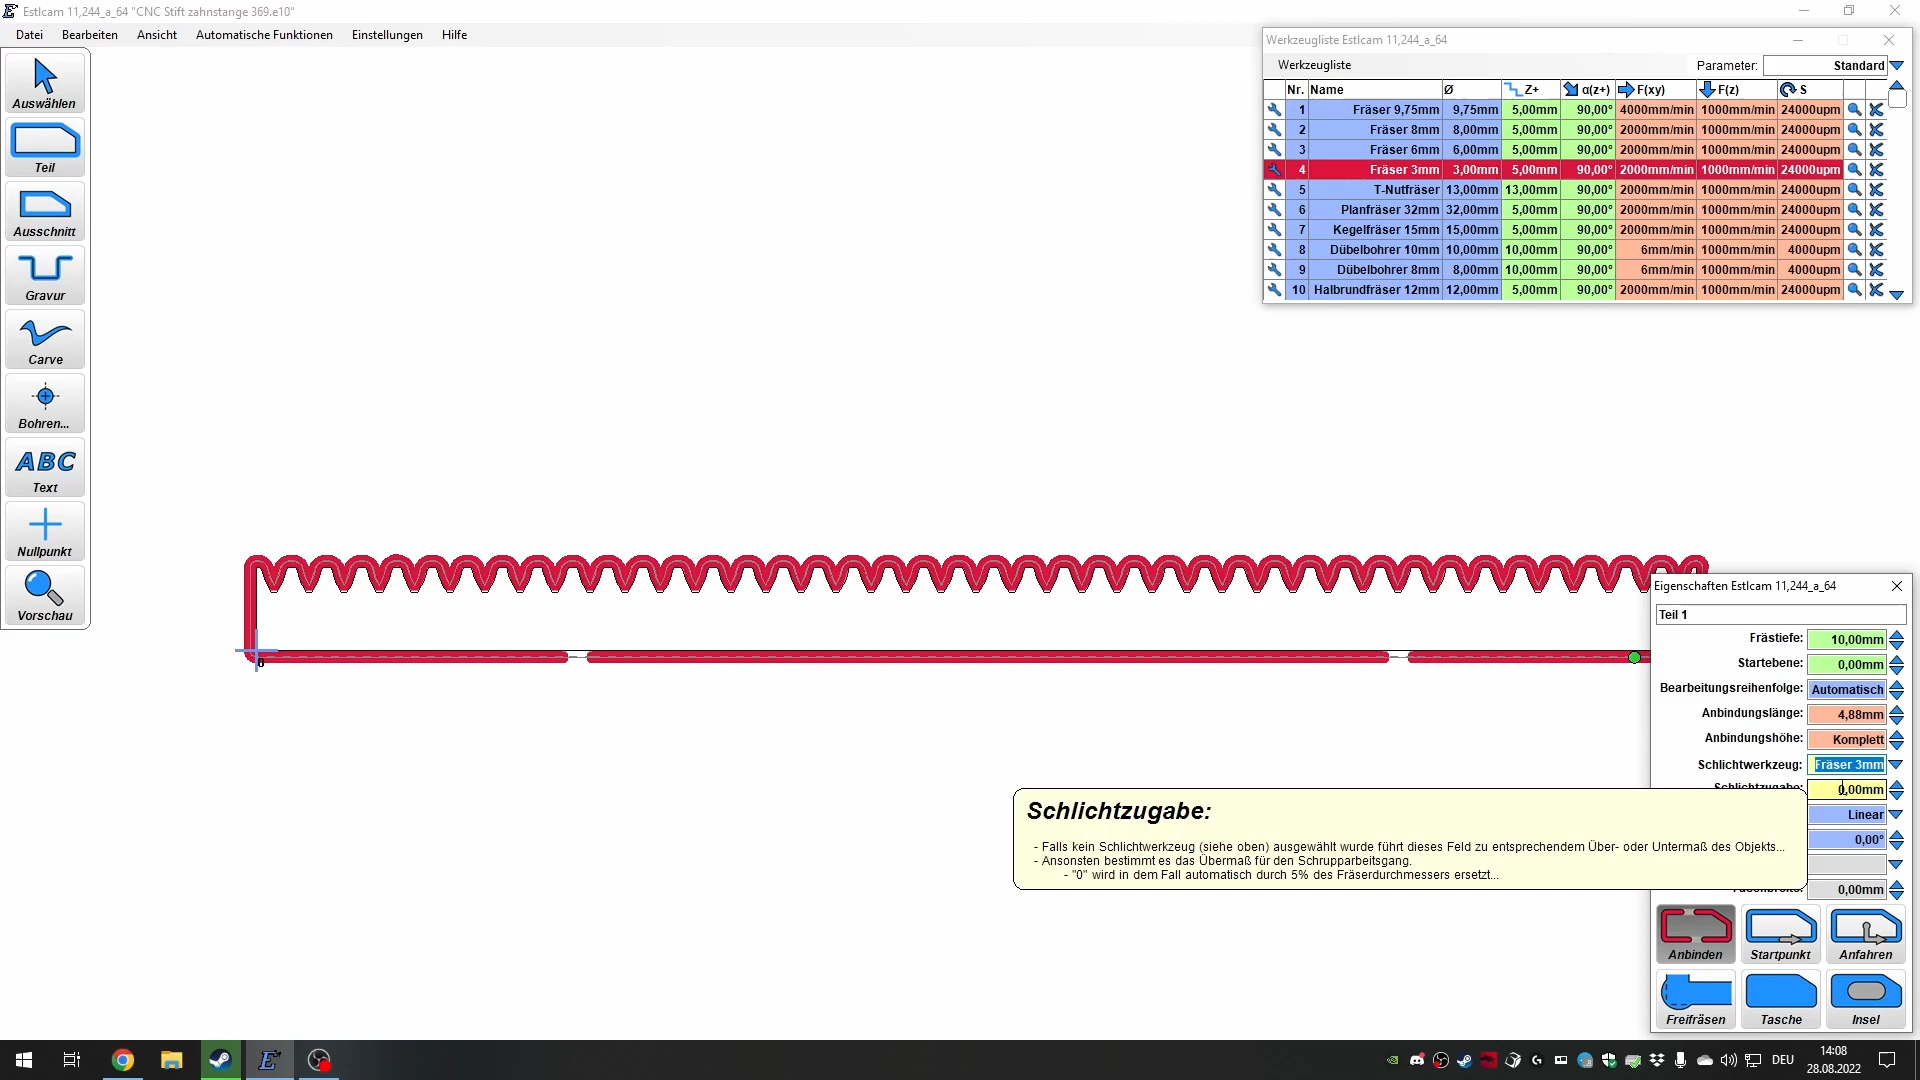 Estlcam 11,244_a_64 "CNC Stift zahnstange 369.e10"
Datei Bearbeiten Ansicht Automatische Funktionen Einstellungen Hilfe
Auswählen
Teil
Ausschnitt
Gravur
Carve
Bohren...
ABC
Text
Nullpunkt
Vorschau
Werkzeugliste Estlcam 11,244_a_64
Werkzeugliste Parameter: Standard
Nr. Name Ø Z+ α(z+) F(xy) F(z) S
1 Fräser 9,75mm 9,75mm 5,00mm 90,00° 4000mm/min 1000mm/min 24000upm
2 Fräser 8mm 8,00mm 5,00mm 90,00° 2000mm/min 1000mm/min 24000upm
3 Fräser 6mm 6,00mm 5,00mm 90,00° 2000mm/min 1000mm/min 24000upm
4 Fräser 3mm 3,00mm 5,00mm 90,00° 2000mm/min 1000mm/min 24000upm
5 T-Nutfräser 13,00mm 13,00mm 90,00° 2000mm/min 1000mm/min 24000upm
6 Planfräser 32mm 32,00mm 5,00mm 90,00° 2000mm/min 1000mm/min 24000upm
7 Kegelfräser 15mm 15,00mm 5,00mm 90,00° 2000mm/min 1000mm/min 24000upm
8 Dübelbohrer 10mm 10,00mm 10,00mm 90,00° 6mm/min 1000mm/min 4000upm
9 Dübelbohrer 8mm 8,00mm 10,00mm 90,00° 6mm/min 1000mm/min 4000upm
10 Halbrundfräser 12mm 12,00mm 5,00mm 90,00° 2000mm/min 1000mm/min 24000upm
0
Eigenschaften Estlcam 11,244_a_64
Teil 1
Frästiefe: 10,00mm
Startebene: 0,00mm
Bearbeitungsreihenfolge: Automatisch
Anbindungslänge: 4,88mm
Anbindungshöhe: Komplett
Schlichtwerkzeug: Fräser 3mm
Schlichtzugabe: 0,00mm
Linear
0,00°
0,00mm
Schlichtzugabe:
- Falls kein Schlichtwerkzeug (siehe oben) ausgewählt wurde führt dieses Feld zu entsprechendem Über- oder Untermaß des Objekts...
- Ansonsten bestimmt es das Übermaß für den Schrupparbeitsgang.
- "0" wird in dem Fall automatisch durch 5% des Fräserdurchmessers ersetzt...
Anbinden Startpunkt Anfahren
Freifräsen Tasche Insel
DEU
14:08
28.08.2022